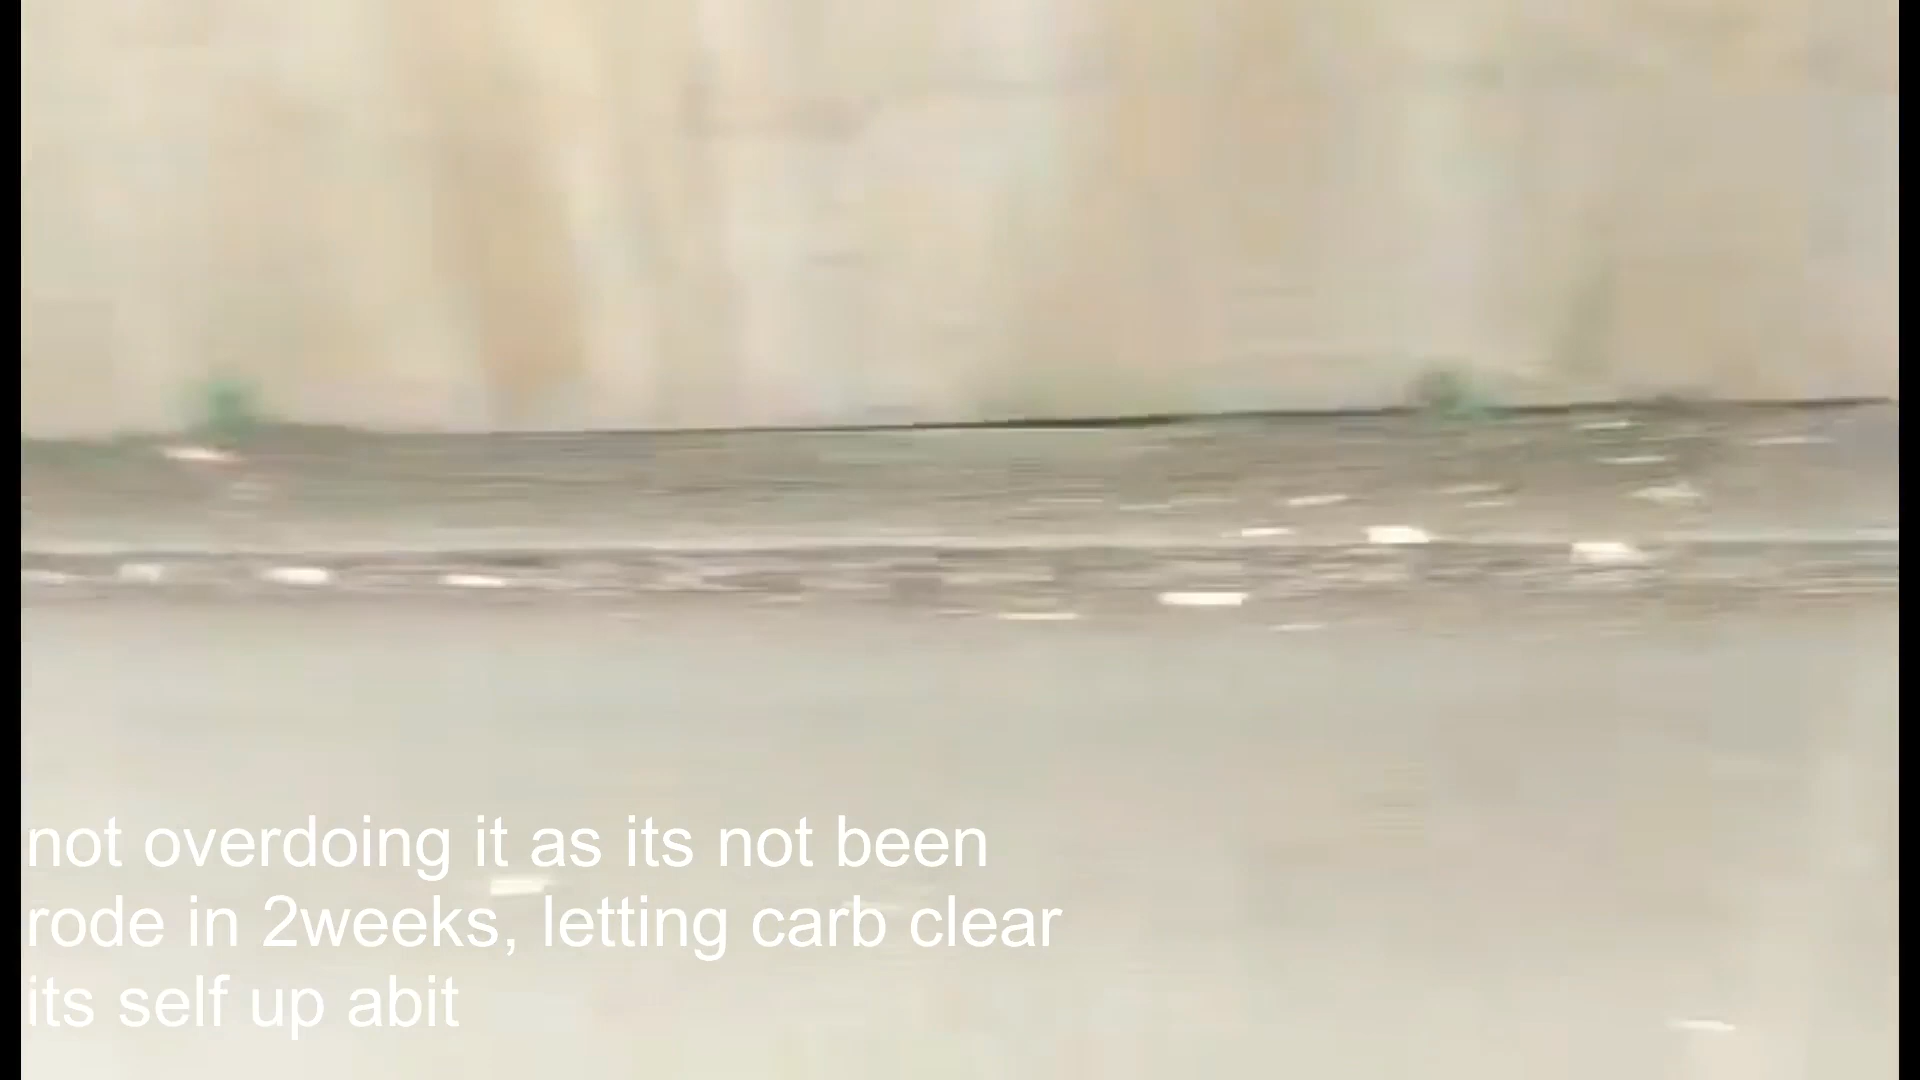 not overdoing it as its not been
rode in 2weeks, letting carb clear
its self up abit